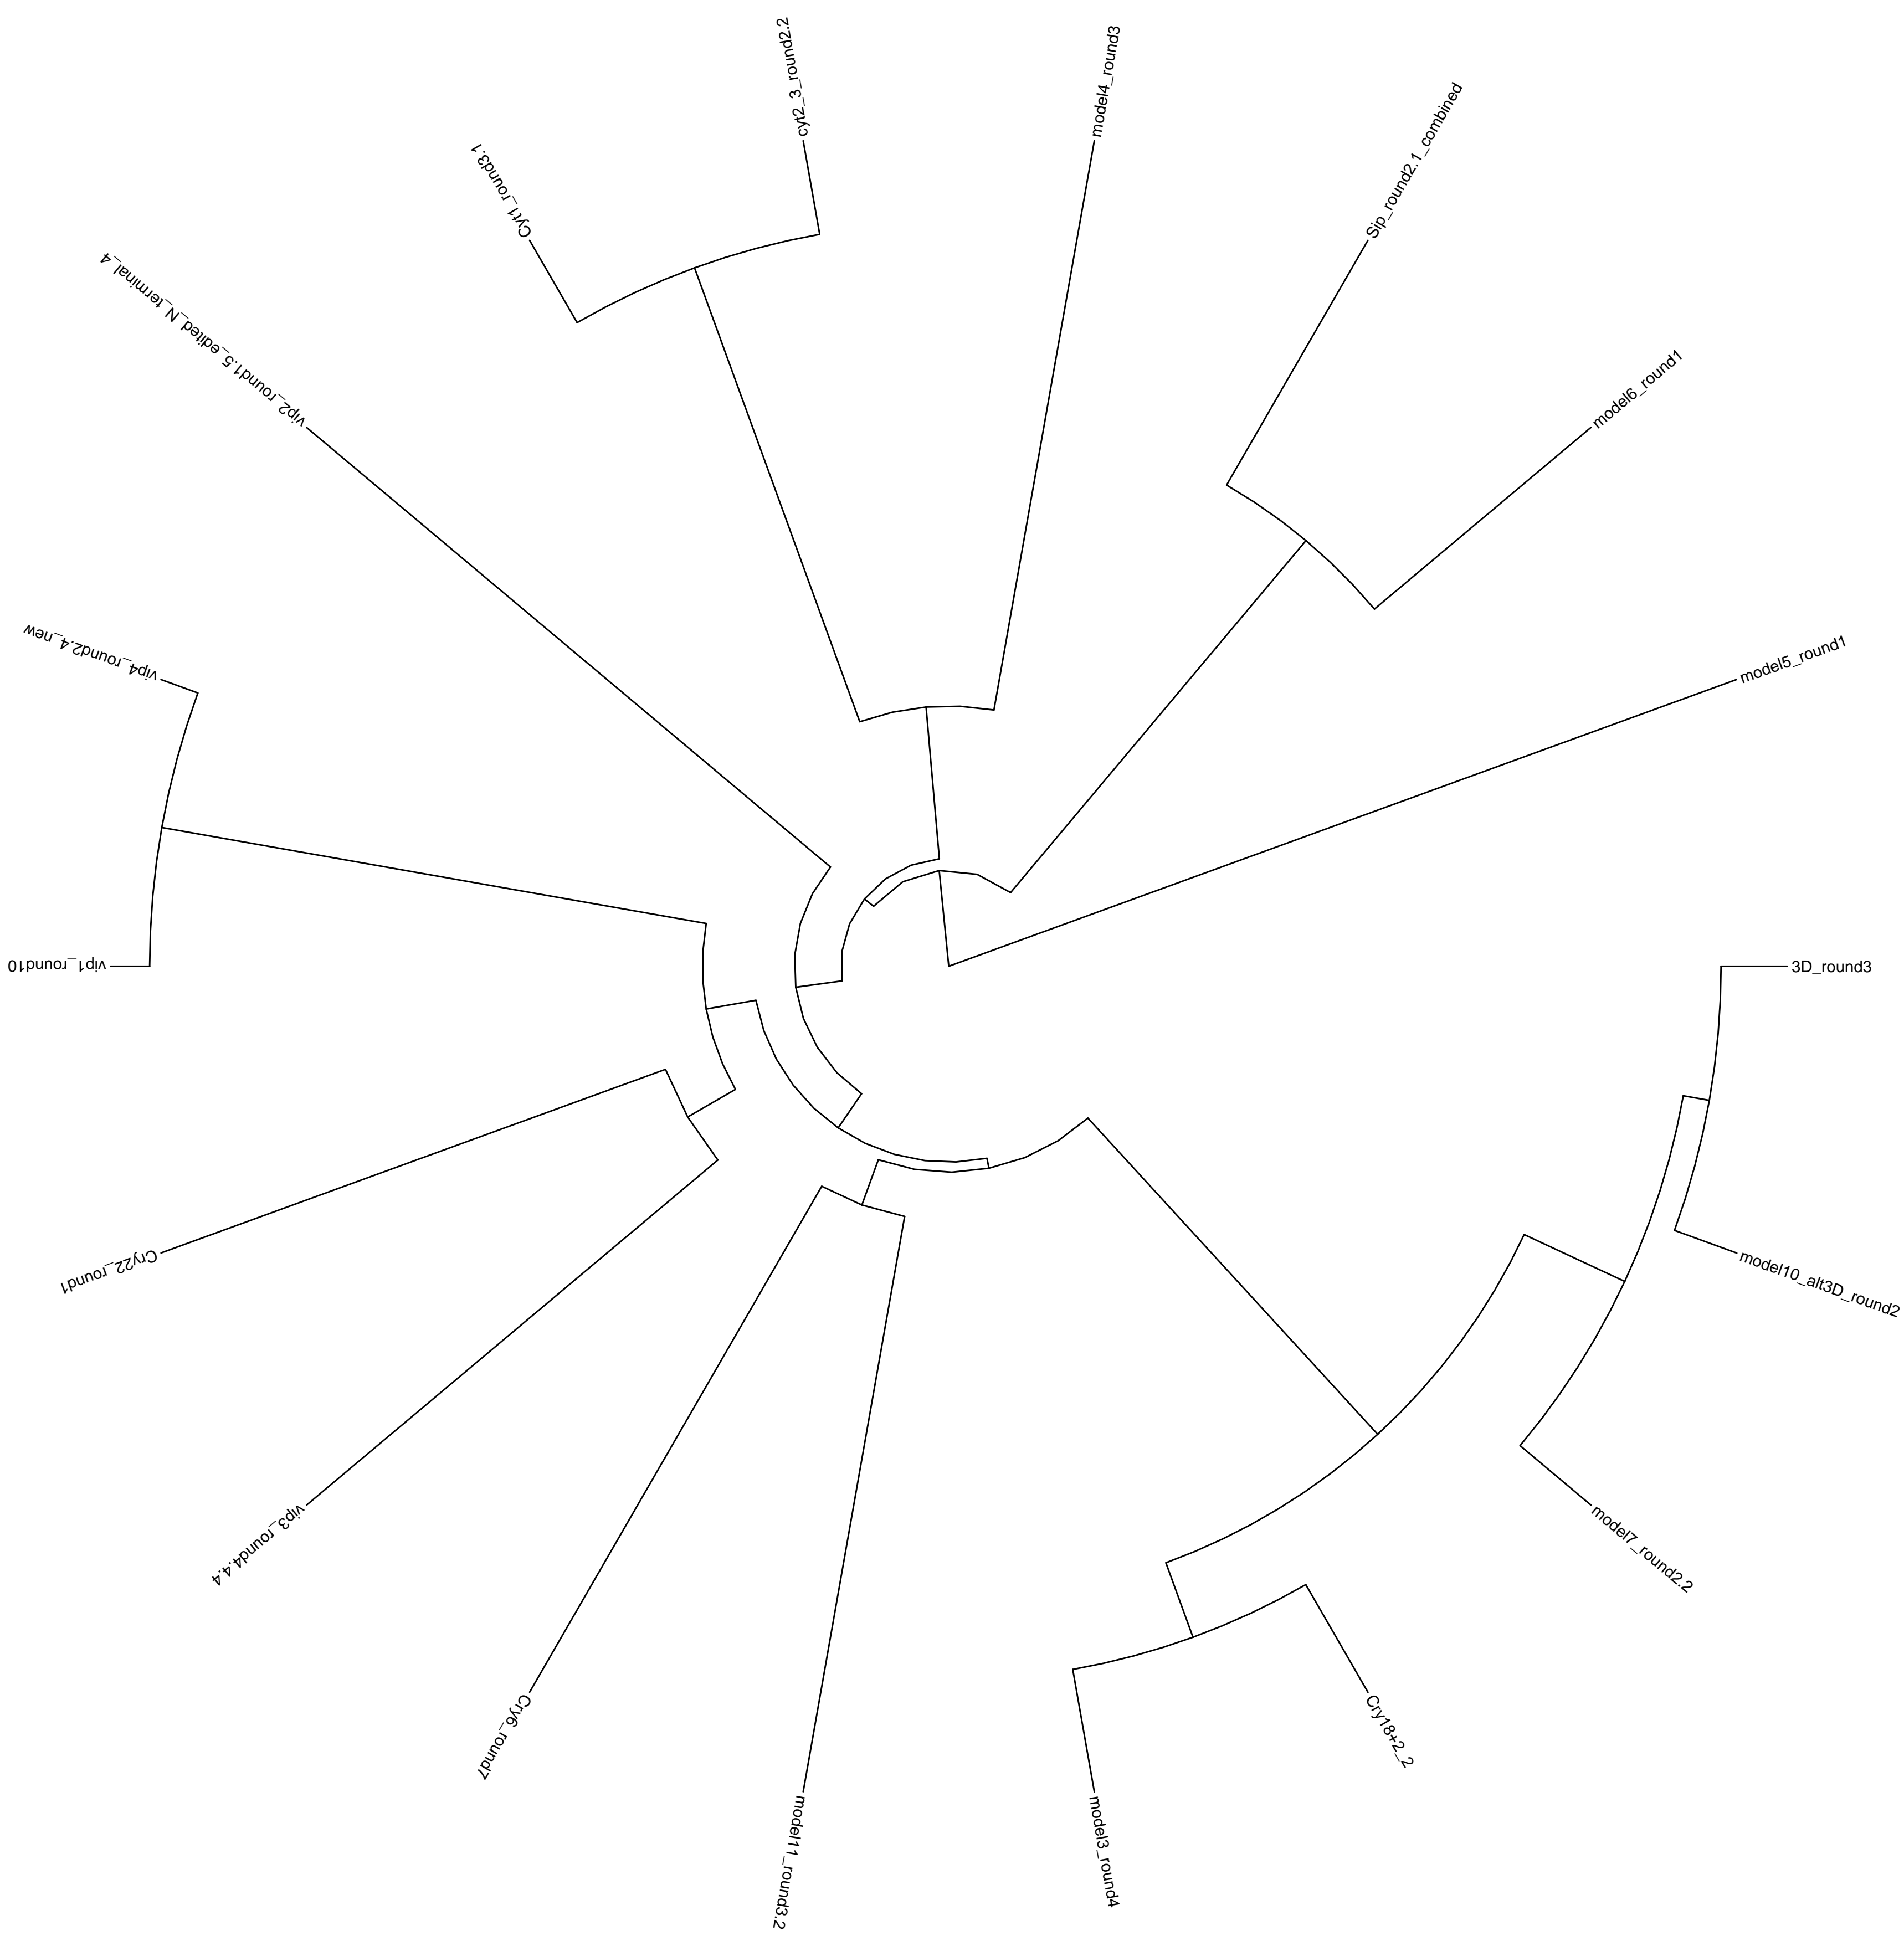 cyt2_3_round2.2
model4_round3
Sip_round2.1_combined
Cyt1_round3.1
vip2_round1.5_edited_N_terminal_4
model6_round1
vip4_round2.4_new
model5_round1
vip1_round10
3D_round3
Cry22_round1
model10_alt3D_round2
vip3_round4.4.4
model7_round2.2
Cry6_round7
Cry18+2_2
model11_round3.2
model3_round4